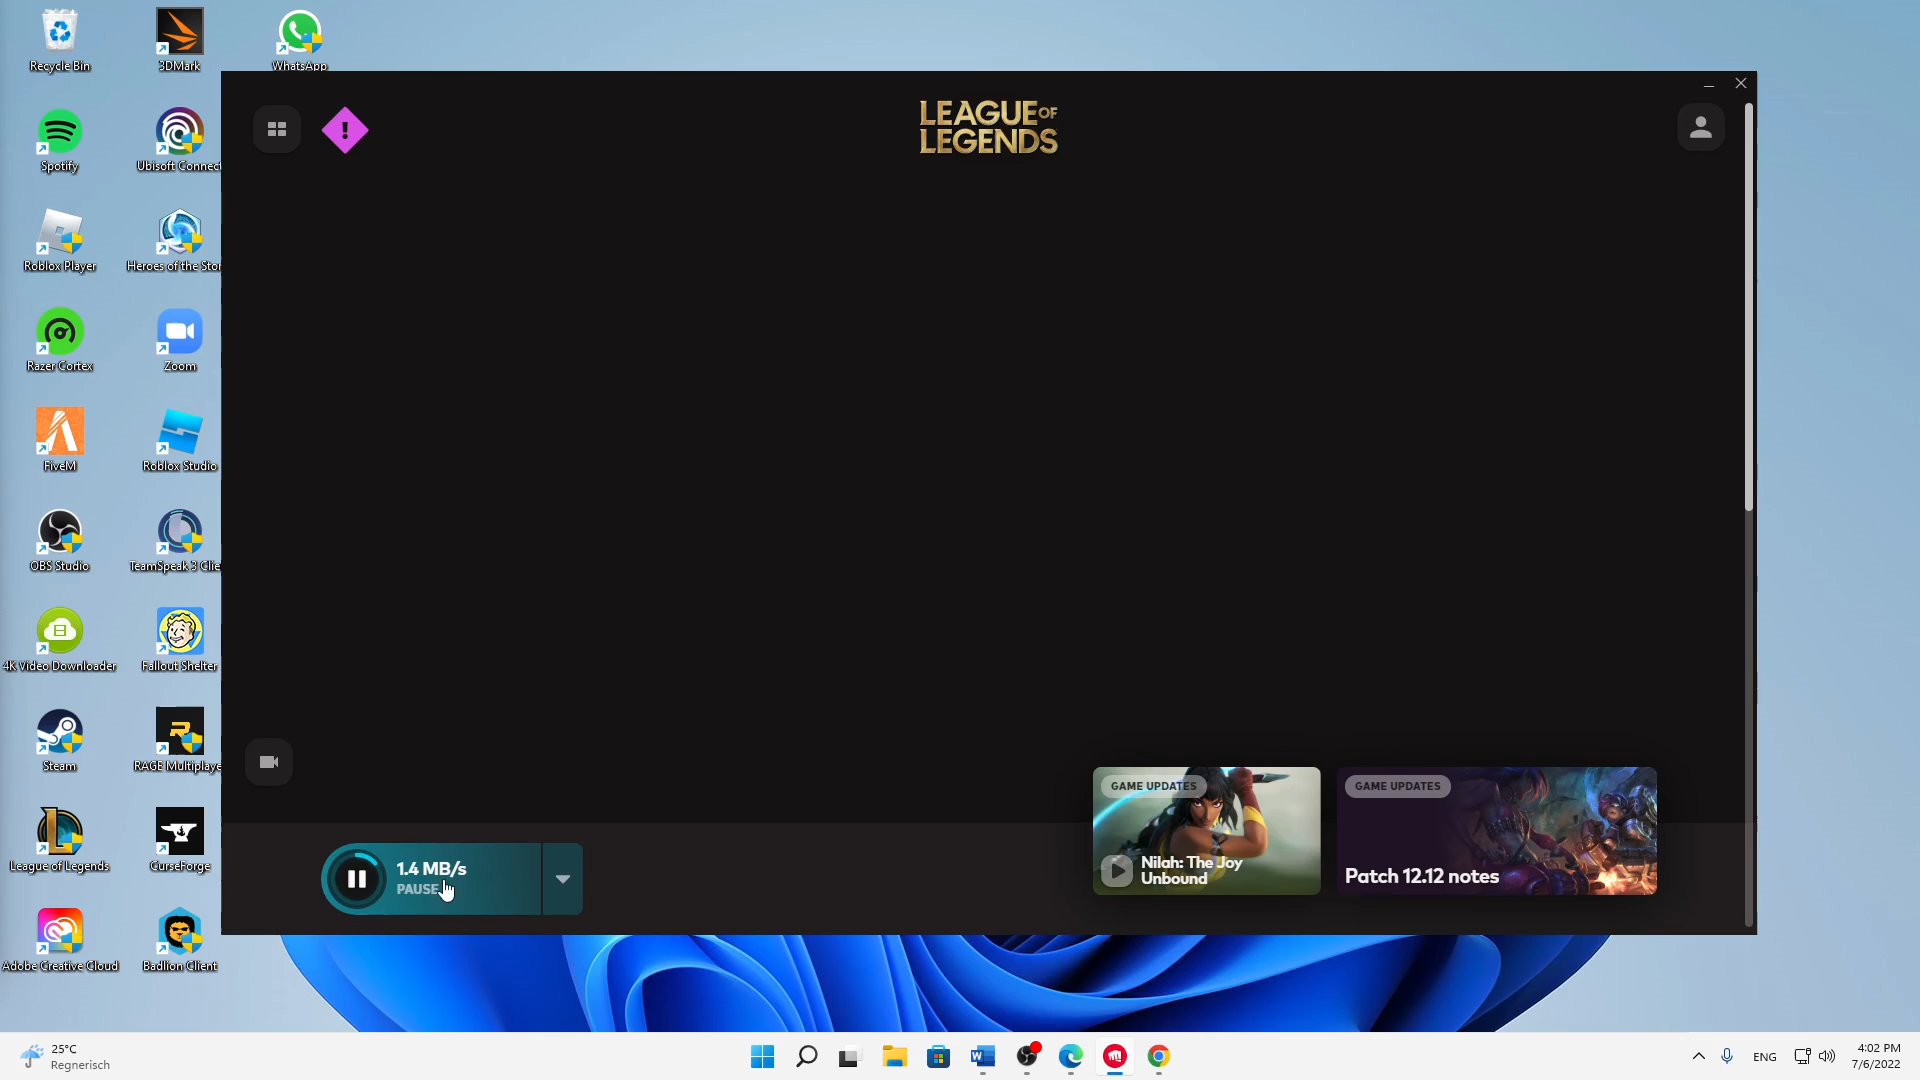 Recycle Bin
3DMark
WhatsApp
Spotify
Ubisoft Connect
Roblox Player
Heroes of the Stor
Razer Cortex
Zoom
FiveM
Roblox Studio
OBS Studio
TeamSpeak 3 Clie
4K Video Downloader
Fallout Shelter
Steam
RAGE Multiplaye
League of Legends
CurseForge
Adobe Creative Cloud
Badlion Client
LEAGUE OF
LEGENDS
1.4 MB/s
PAUSE
GAME UPDATES
Nilah: The Joy
Unbound
GAME UPDATES
Patch 12.12 notes
25°C
Regnerisch
ENG
4:02 PM
7/6/2022